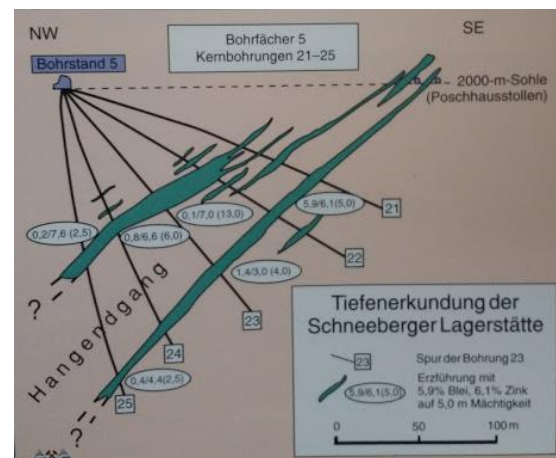 NW
SE
Bohrfächer 5
Kernbohrungen 21–25
Bohrstand 5
2000-m-Sohle
(Poschhausstollen)
5,9/6,1(5,0)
21
0,1/7,0 (13,0)
0,2/7,6 (2,5)
0,8/6,6 (6,0)
22
1,4/3,0 (4,0)
?
Hangendgang
23
24
0,4/4,4(2,5)
25
?
Tiefenerkundung der
Schneeberger Lagerstätte
23
Spur der Bohrung 23
5,9/6,1(5,0)
Erzführung mit
5,9% Blei, 6,1% Zink
auf 5,0 m Mächtigkeit
0
50
100 m